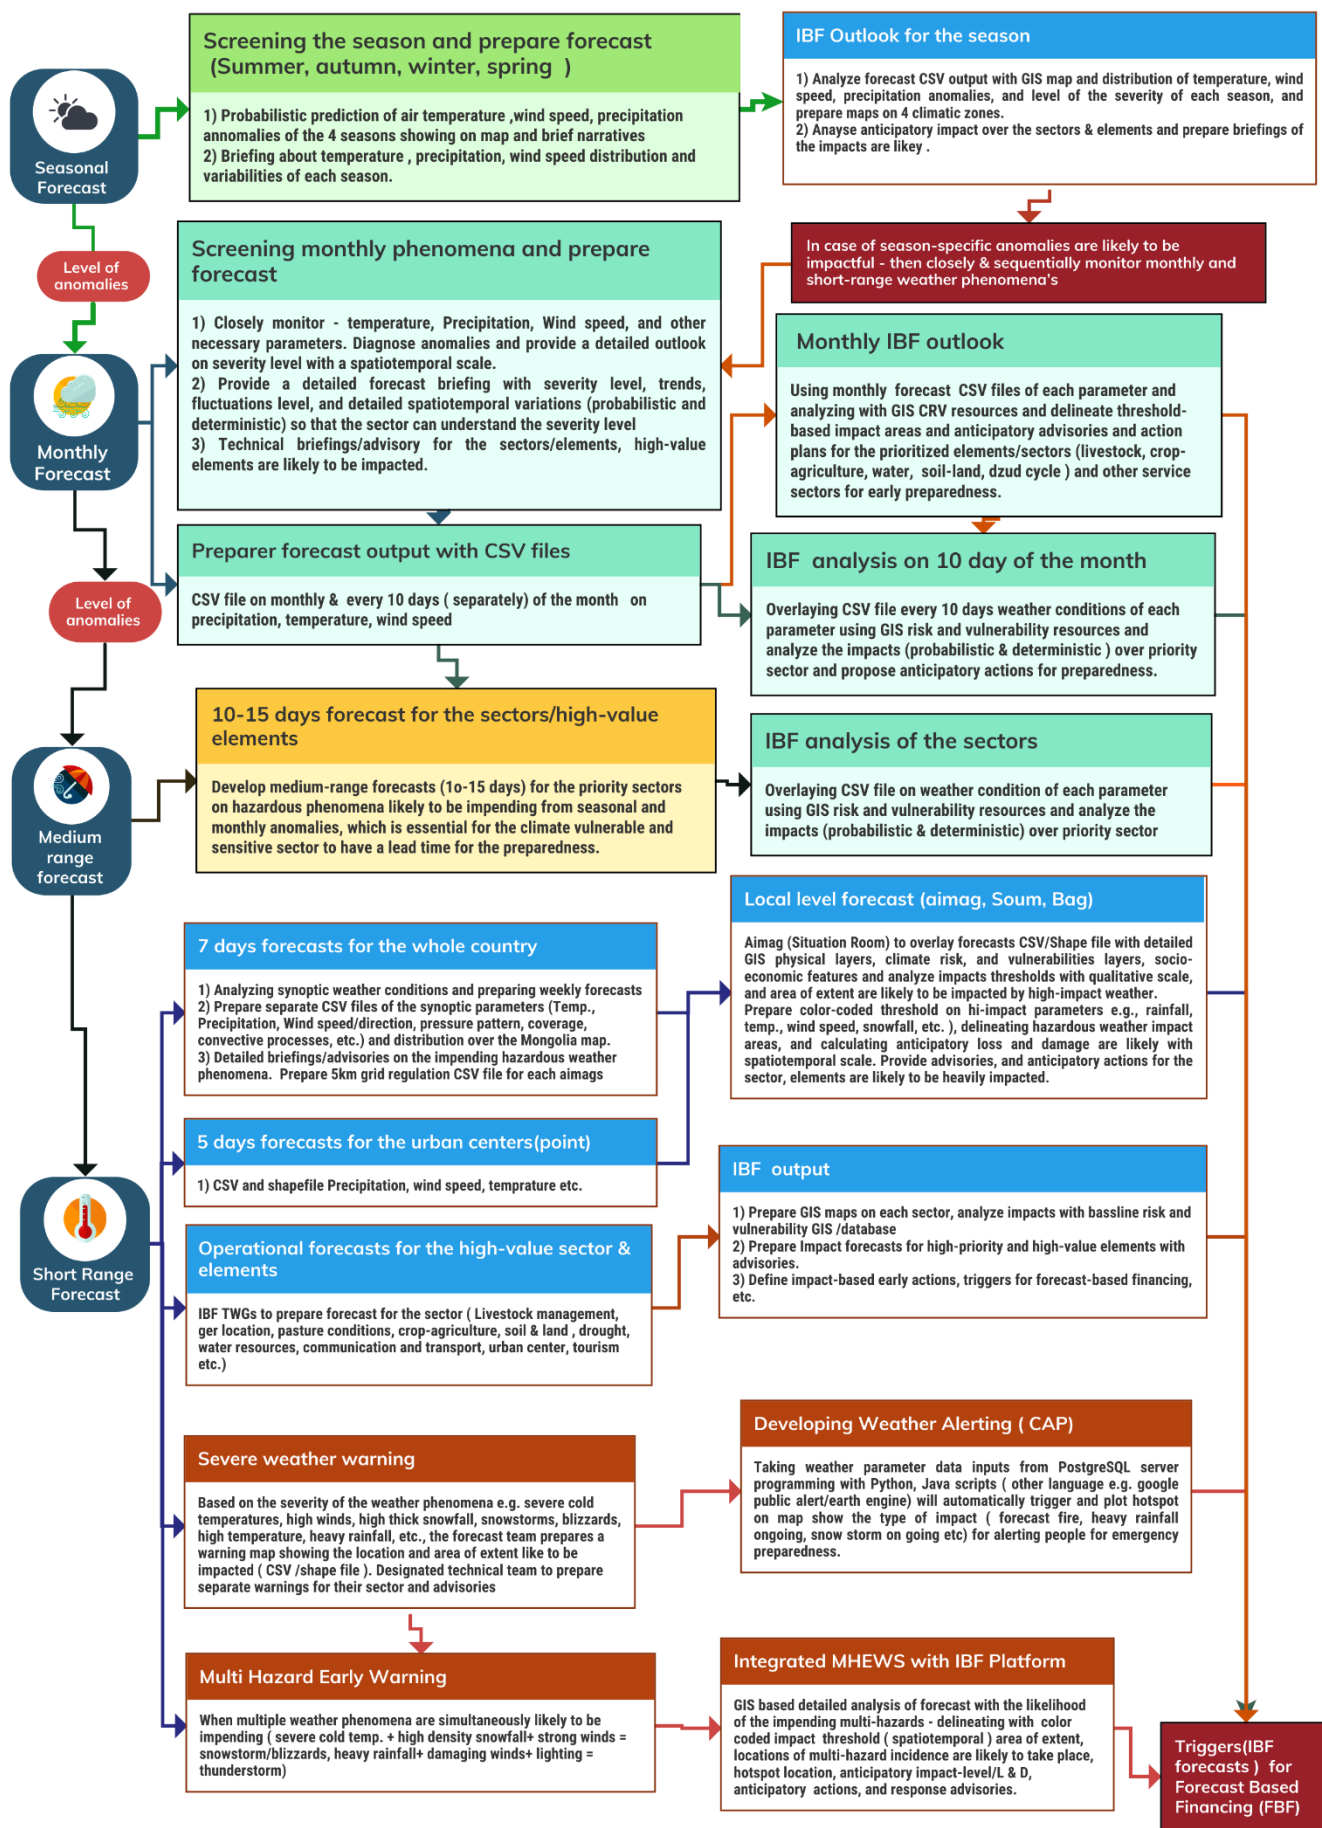 Screening the season and prepare forecast
(Summer, autumn, winter, spring  )
1) Probabilistic prediction of air temperature ,wind speed, precipitation
annomalies of the 4 seasons showing on map and brief narratives
2) Briefing about temperature , precipitation, wind speed distribution and
variabilities of each season.
IBF Outlook for the season
1) Analyze forecast CSV output with GIS map and distribution of temperature, wind
speed, precipitation anomalies, and level of the severity of each season, and
prepare maps on 4 climatic zones.
2) Anayse anticipatory impact over the sectors & elements and prepare briefings of
the impacts are likey .
Seasonal
Forecast
Level of
anomalies
In case of season-specific anomalies are likely to be
impactful - then closely & sequentially monitor monthly and
short-range weather phenomena's
Screening monthly phenomena and prepare
forecast
1) Closely monitor - temperature, Precipitation, Wind speed, and other
necessary parameters. Diagnose anomalies and provide a detailed outlook
on severity level with a spatiotemporal scale.
2) Provide a detailed forecast briefing with severity level, trends,
fluctuations level, and detailed spatiotemporal variations (probabilistic and
deterministic) so that the sector can understand the severity level
3) Technical briefings/advisory for the sectors/elements, high-value
elements are likely to be impacted.
Monthly IBF outlook
Using monthly  forecast  CSV files of each parameter and
analyzing with GIS CRV resources and delineate threshold-
based impact areas and anticipatory advisories and action
plans for the prioritized elements/sectors (livestock, crop-
agriculture, water,  soil-land, dzud cycle ) and other service
sectors for early preparedness.
Monthly
Forecast
Preparer forecast output with CSV files
CSV file on monthly &  every 10 days ( separately) of the month  on
precipitation, temperature, wind speed
IBF  analysis on 10 day of the month
Overlaying CSV file every 10 days weather conditions of each
parameter using GIS risk and vulnerability resources and
analyze the impacts (probabilistic & deterministic ) over priority
sector and propose anticipatory actions for preparedness.
Level of
anomalies
10-15 days forecast for the sectors/high-value
elements
Develop medium-range forecasts (1o-15 days) for the priority sectors
on hazardous phenomena likely to be impending from seasonal and
monthly anomalies, which is essential for the climate vulnerable and
sensitive sector to have a lead time for the preparedness.
IBF analysis of the sectors
Overlaying CSV file on weather condition of each parameter
using GIS risk and vulnerability resources and analyze the
impacts (probabilistic & deterministic) over priority sector
Medium
range
forecast
7 days forecasts for the whole country
1) Analyzing synoptic weather conditions and preparing weekly forecasts
2) Prepare separate CSV files of the synoptic parameters (Temp.,
Precipitation, Wind speed/direction, pressure pattern, coverage,
convective processes, etc.) and distribution over the Mongolia map.
3) Detailed briefings/advisories on the impending hazardous weather
phenomena.  Prepare 5km grid regulation CSV file for each aimags
Local level forecast (aimag, Soum, Bag)
Aimag (Situation Room) to overlay forecasts CSV/Shape file with detailed
GIS physical layers, climate risk, and vulnerabilities layers, socio-
economic features and analyze impacts thresholds with qualitative scale,
and area of extent are likely to be impacted by high-impact weather.
Prepare color-coded threshold on hi-impact parameters e.g., rainfall,
temp., wind speed, snowfall, etc. ), delineating hazardous weather impact
areas, and calculating anticipatory loss and damage are likely with
spatiotemporal scale. Provide advisories, and anticipatory actions for the
sector, elements are likely to be heavily impacted.
5 days forecasts for the urban centers(point)
1) CSV and shapefile Precipitation, wind speed, temprature etc.
Short Range
Forecast
Operational forecasts for the high-value sector &
elements
IBF TWGs to prepare forecast for the sector ( Livestock management,
ger location, pasture conditions, crop-agriculture, soil & land , drought,
water resources, communication and transport, urban center, tourism
etc.)
IBF  output
1) Prepare GIS maps on each sector, analyze impacts with bassline risk and
vulnerability GIS /database
2) Prepare Impact forecasts for high-priority and high-value elements with
advisories.
3) Define impact-based early actions, triggers for forecast-based financing,
etc.
Severe weather warning
Based on the severity of the weather phenomena e.g. severe cold
temperatures, high winds, high thick snowfall, snowstorms, blizzards,
high temperature, heavy rainfall, etc., the forecast team prepares a
warning map showing the location and area of extent like to be
impacted ( CSV /shape file ). Designated technical team to prepare
separate warnings for their sector and advisories
Developing Weather Alerting ( CAP)
Taking weather parameter data inputs from PostgreSQL server
programming with Python, Java scripts ( other language e.g. google
public alert/earth engine) will automatically trigger and plot hotspot
on map show the type of impact ( forecast fire, heavy rainfall
ongoing, snow storm on going etc) for alerting people for emergency
preparedness.
Multi Hazard Early Warning
When multiple weather phenomena are simultaneously likely to be
impending ( severe cold temp. + high density snowfall+ strong winds =
snowstorm/blizzards, heavy rainfall+ damaging winds+ lighting =
thunderstorm)
Integrated MHEWS with IBF Platform
GIS based detailed analysis of forecast with the likelihood
of the impending multi-hazards - delineating with  color
coded impact  threshold ( spatiotemporal ) area of extent,
locations of multi-hazard incidence are likely to take place,
hotspot location, anticipatory impact-level/L & D,
anticipatory  actions, and response advisories.
Triggers(IBF
forecasts )  for
Forecast Based
Financing (FBF)